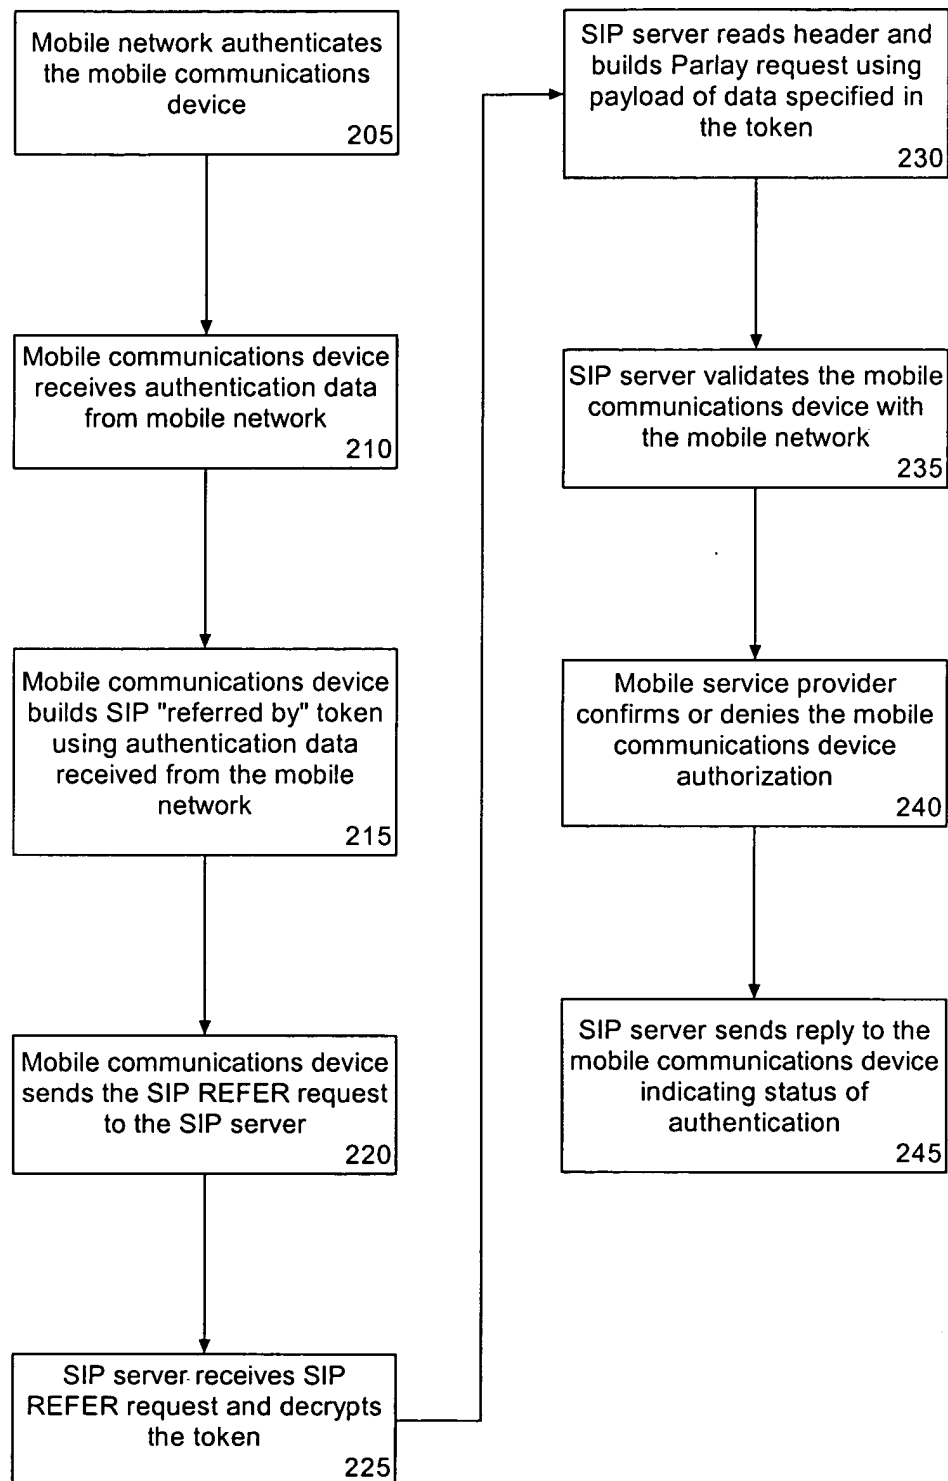 Mobile network authenticates
the mobile communications
device
205
Mobile communications device
receives authentication data
from mobile network
210
Mobile communications device
builds SIP "referred by" token
using authentication data
received from the mobile
network
215
Mobile communications device
sends the SIP REFER request
to the SIP server
220
SIP server receives SIP
REFER request and decrypts
the token
225
SIP server reads header and
builds Parlay request using
payload of data specified in
the token
230
SIP server validates the mobile
communications device with
the mobile network
235
Mobile service provider
confirms or denies the mobile
communications device
authorization
240
SIP server sends reply to the
mobile communications device
indicating status of
authentication
245